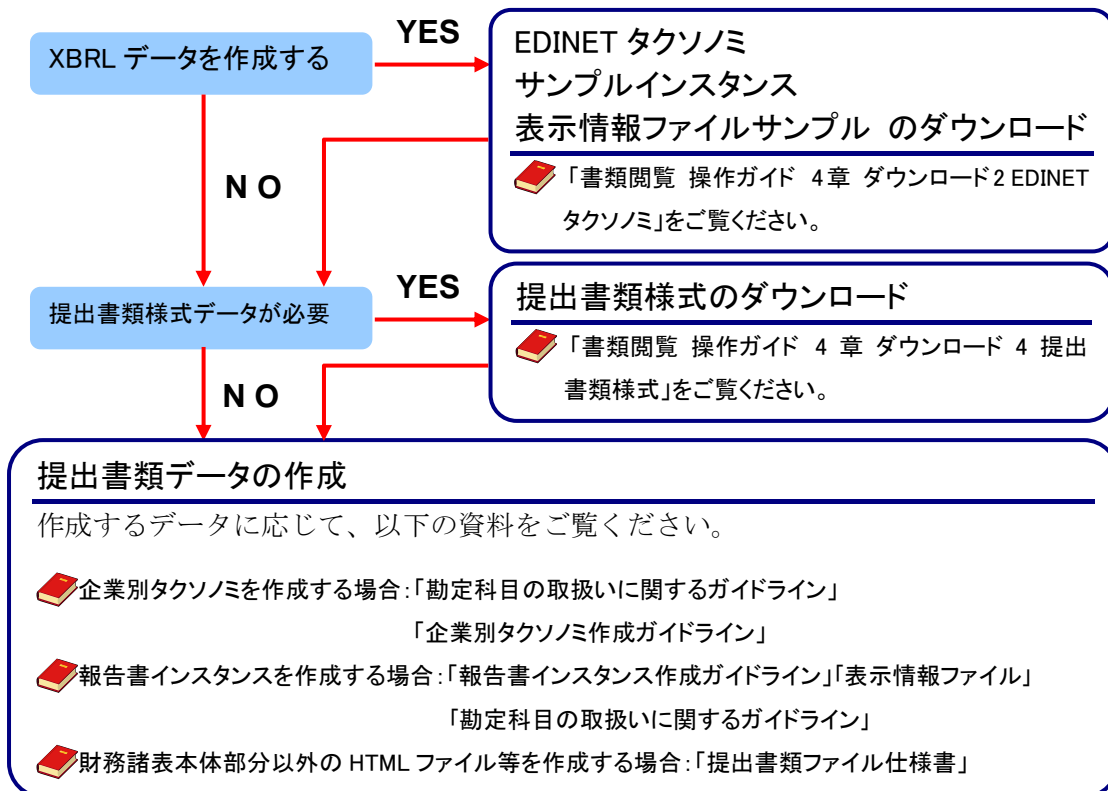 XBRL データを作成する
YES
EDINET タクソノミ
サンプルインスタンス
表示情報ファイルサンプル のダウンロード
「書類閲覧 操作ガイド 4章 ダウンロード2 EDINET
タクソノミ」をご覧ください。
N O
提出書類様式データが必要
YES
提出書類様式のダウンロード
「書類閲覧 操作ガイド 4 章 ダウンロード 4 提出
書類様式」をご覧ください。
N O
提出書類データの作成
作成するデータに応じて、以下の資料をご覧ください。
企業別タクソノミを作成する場合：「勘定科目の取扱いに関するガイドライン」
「企業別タクソノミ作成ガイドライン」
報告書インスタンスを作成する場合：「報告書インスタンス作成ガイドライン」「表示情報ファイル」
「勘定科目の取扱いに関するガイドライン」
財務諸表本体部分以外の HTML ファイル等を作成する場合：「提出書類ファイル仕様書」